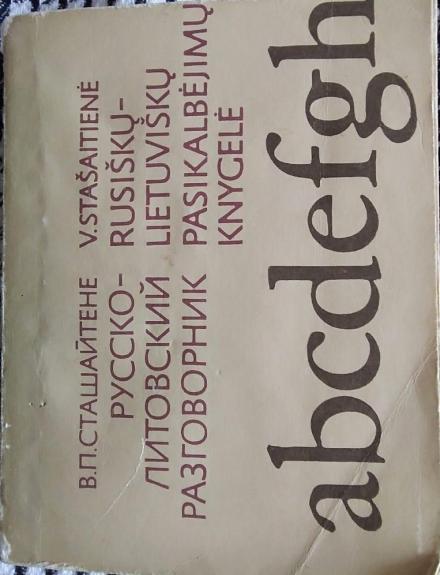 В.П.СТАШАЙТЕНЕ
РУССКО-
ЛИТОВСКИЙ
РАЗГОВОРНИК
V.STAŠAITIENĖ
RUSIŠKŲ-
LIETUVIŠKŲ
PASIKALBĖJIMŲ
KNYGELĖ
abcdefgh